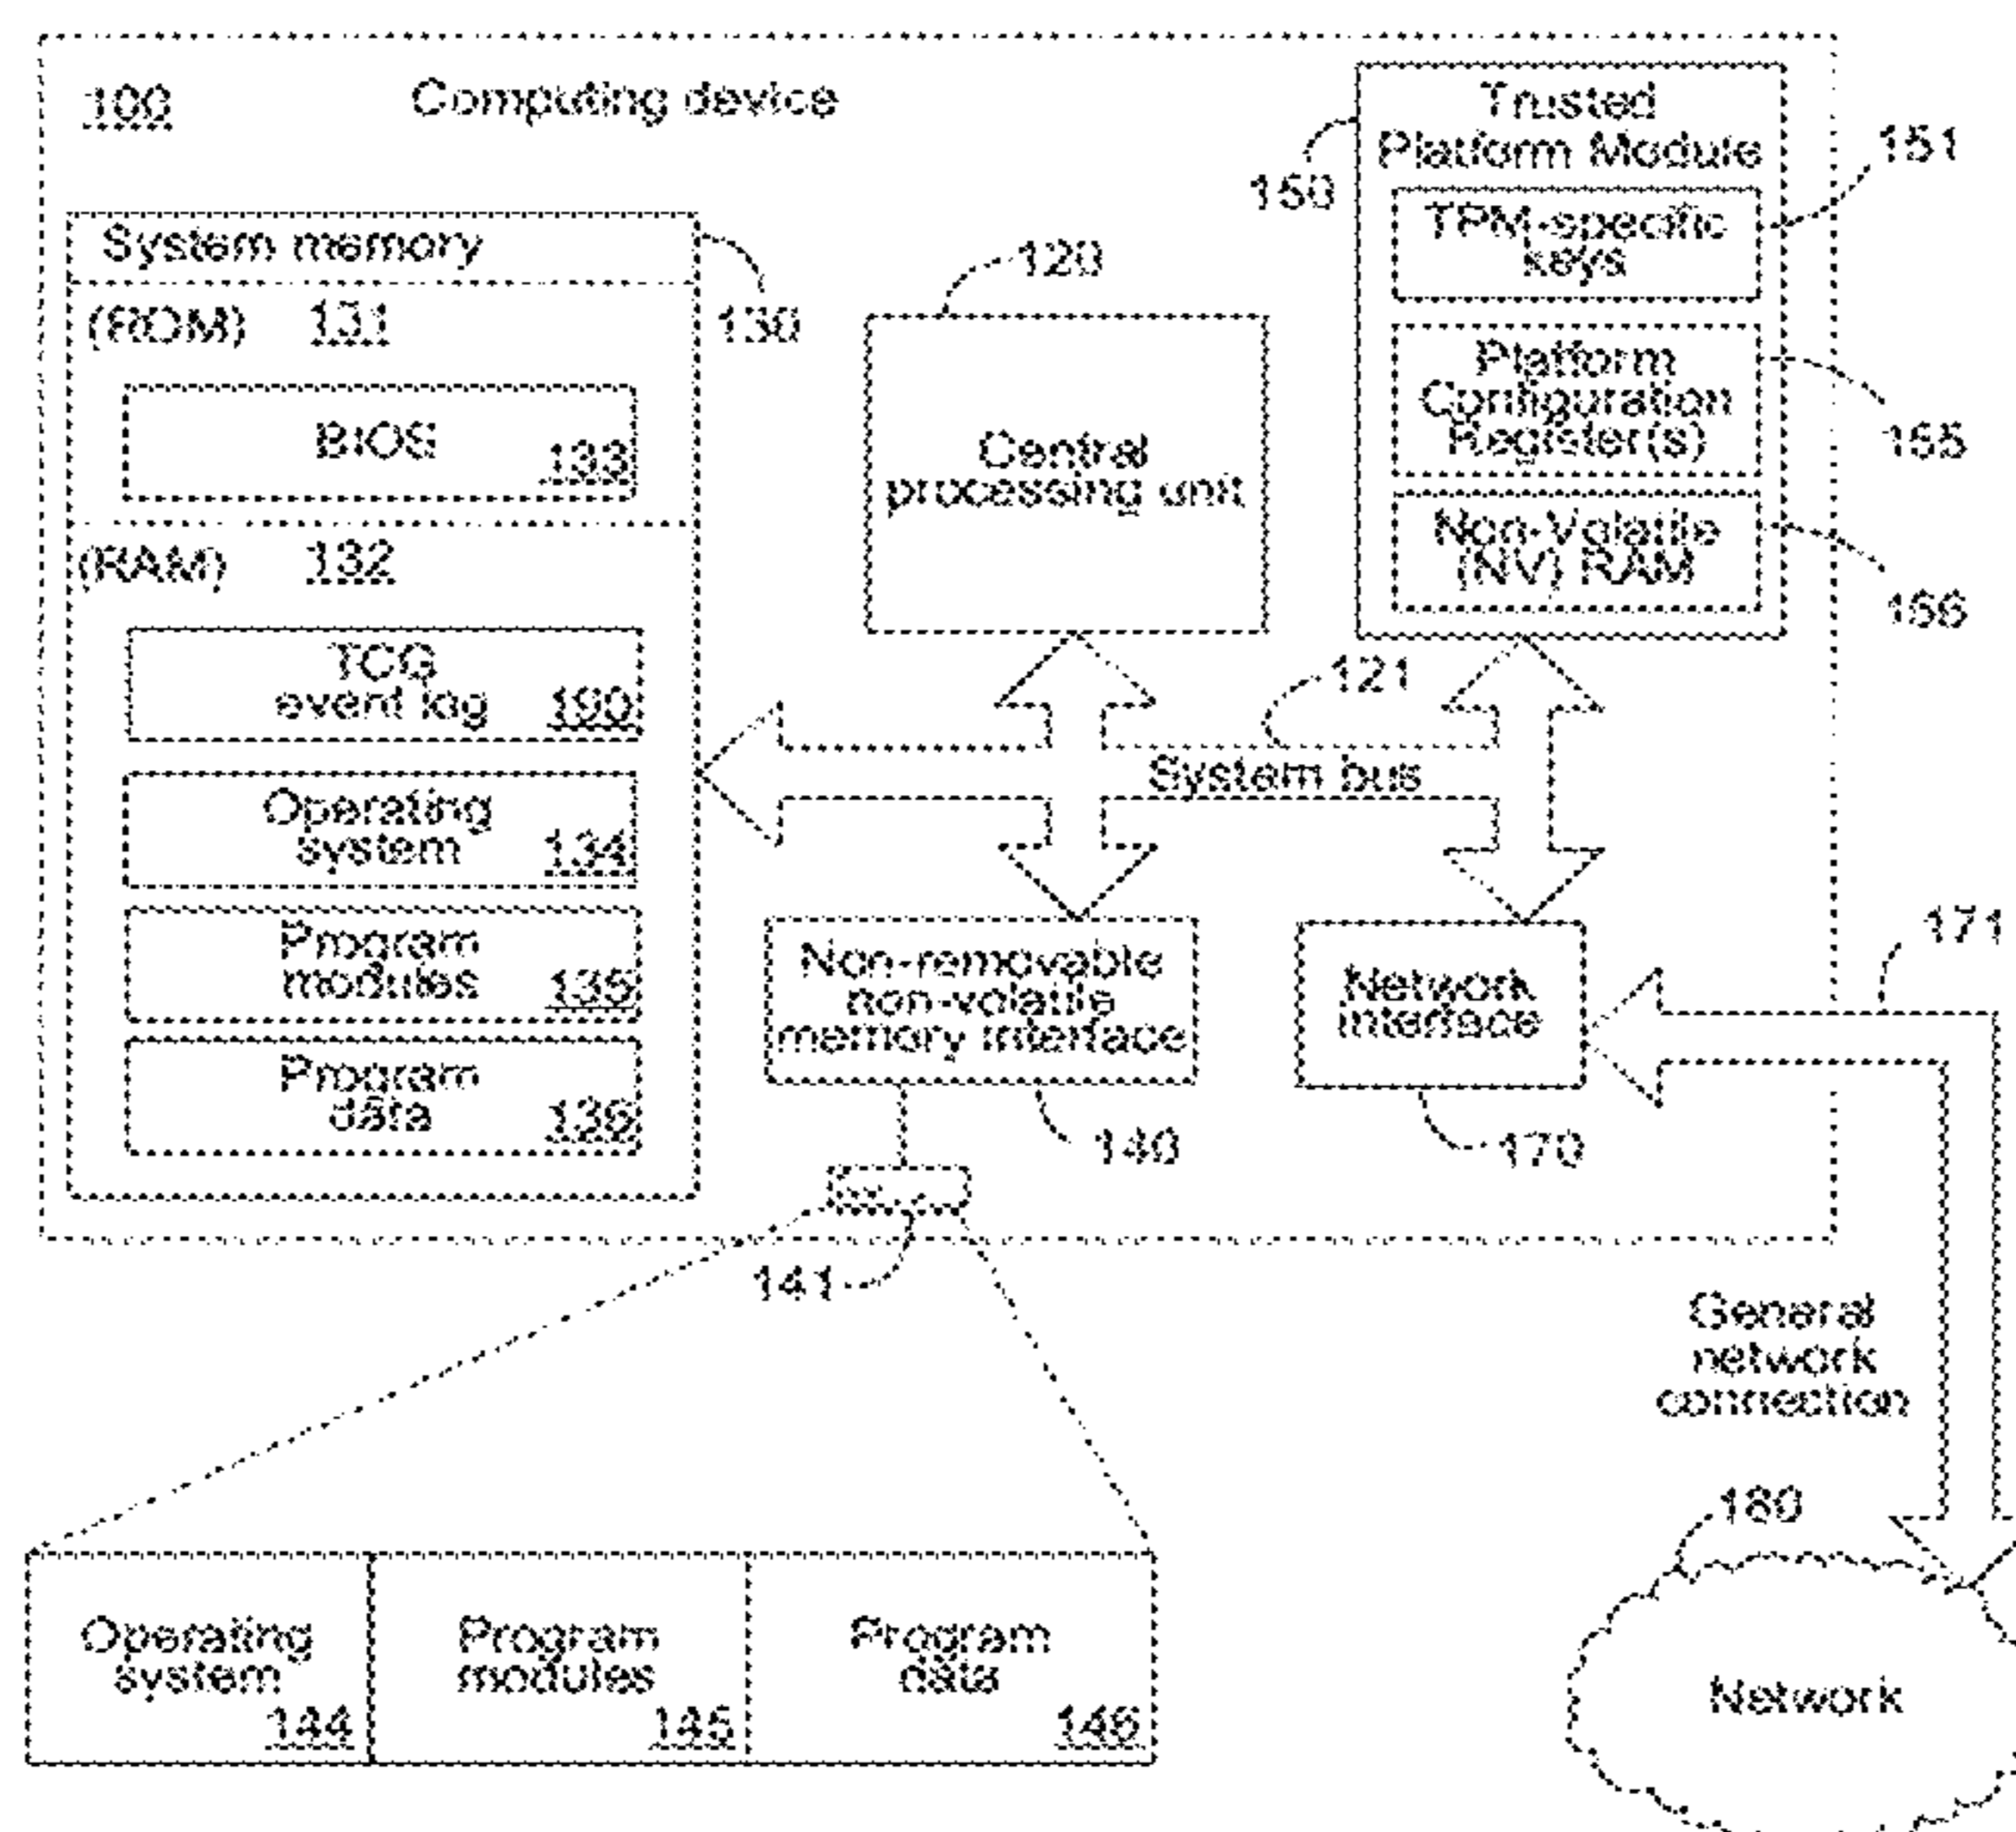 100
Computing device
Trusted
Platform Module
150
151
TPM-specific
keys
System memory
130
120
(ROM) 131
Platform
Configuration
Register(s)
155
BIOS 133
Central
processing unit
Non-Volatile
(NV) RAM
156
(RAM) 132
TCG
event log 190
121
System bus
Operating
system 134
Program
modules 135
Non-removable
non-volatile
memory interface
Network
interface
171
Program
data 136
140
170
141
General
network
connection
180
Operating
system
144
Program
modules
145
Program
data
146
Network